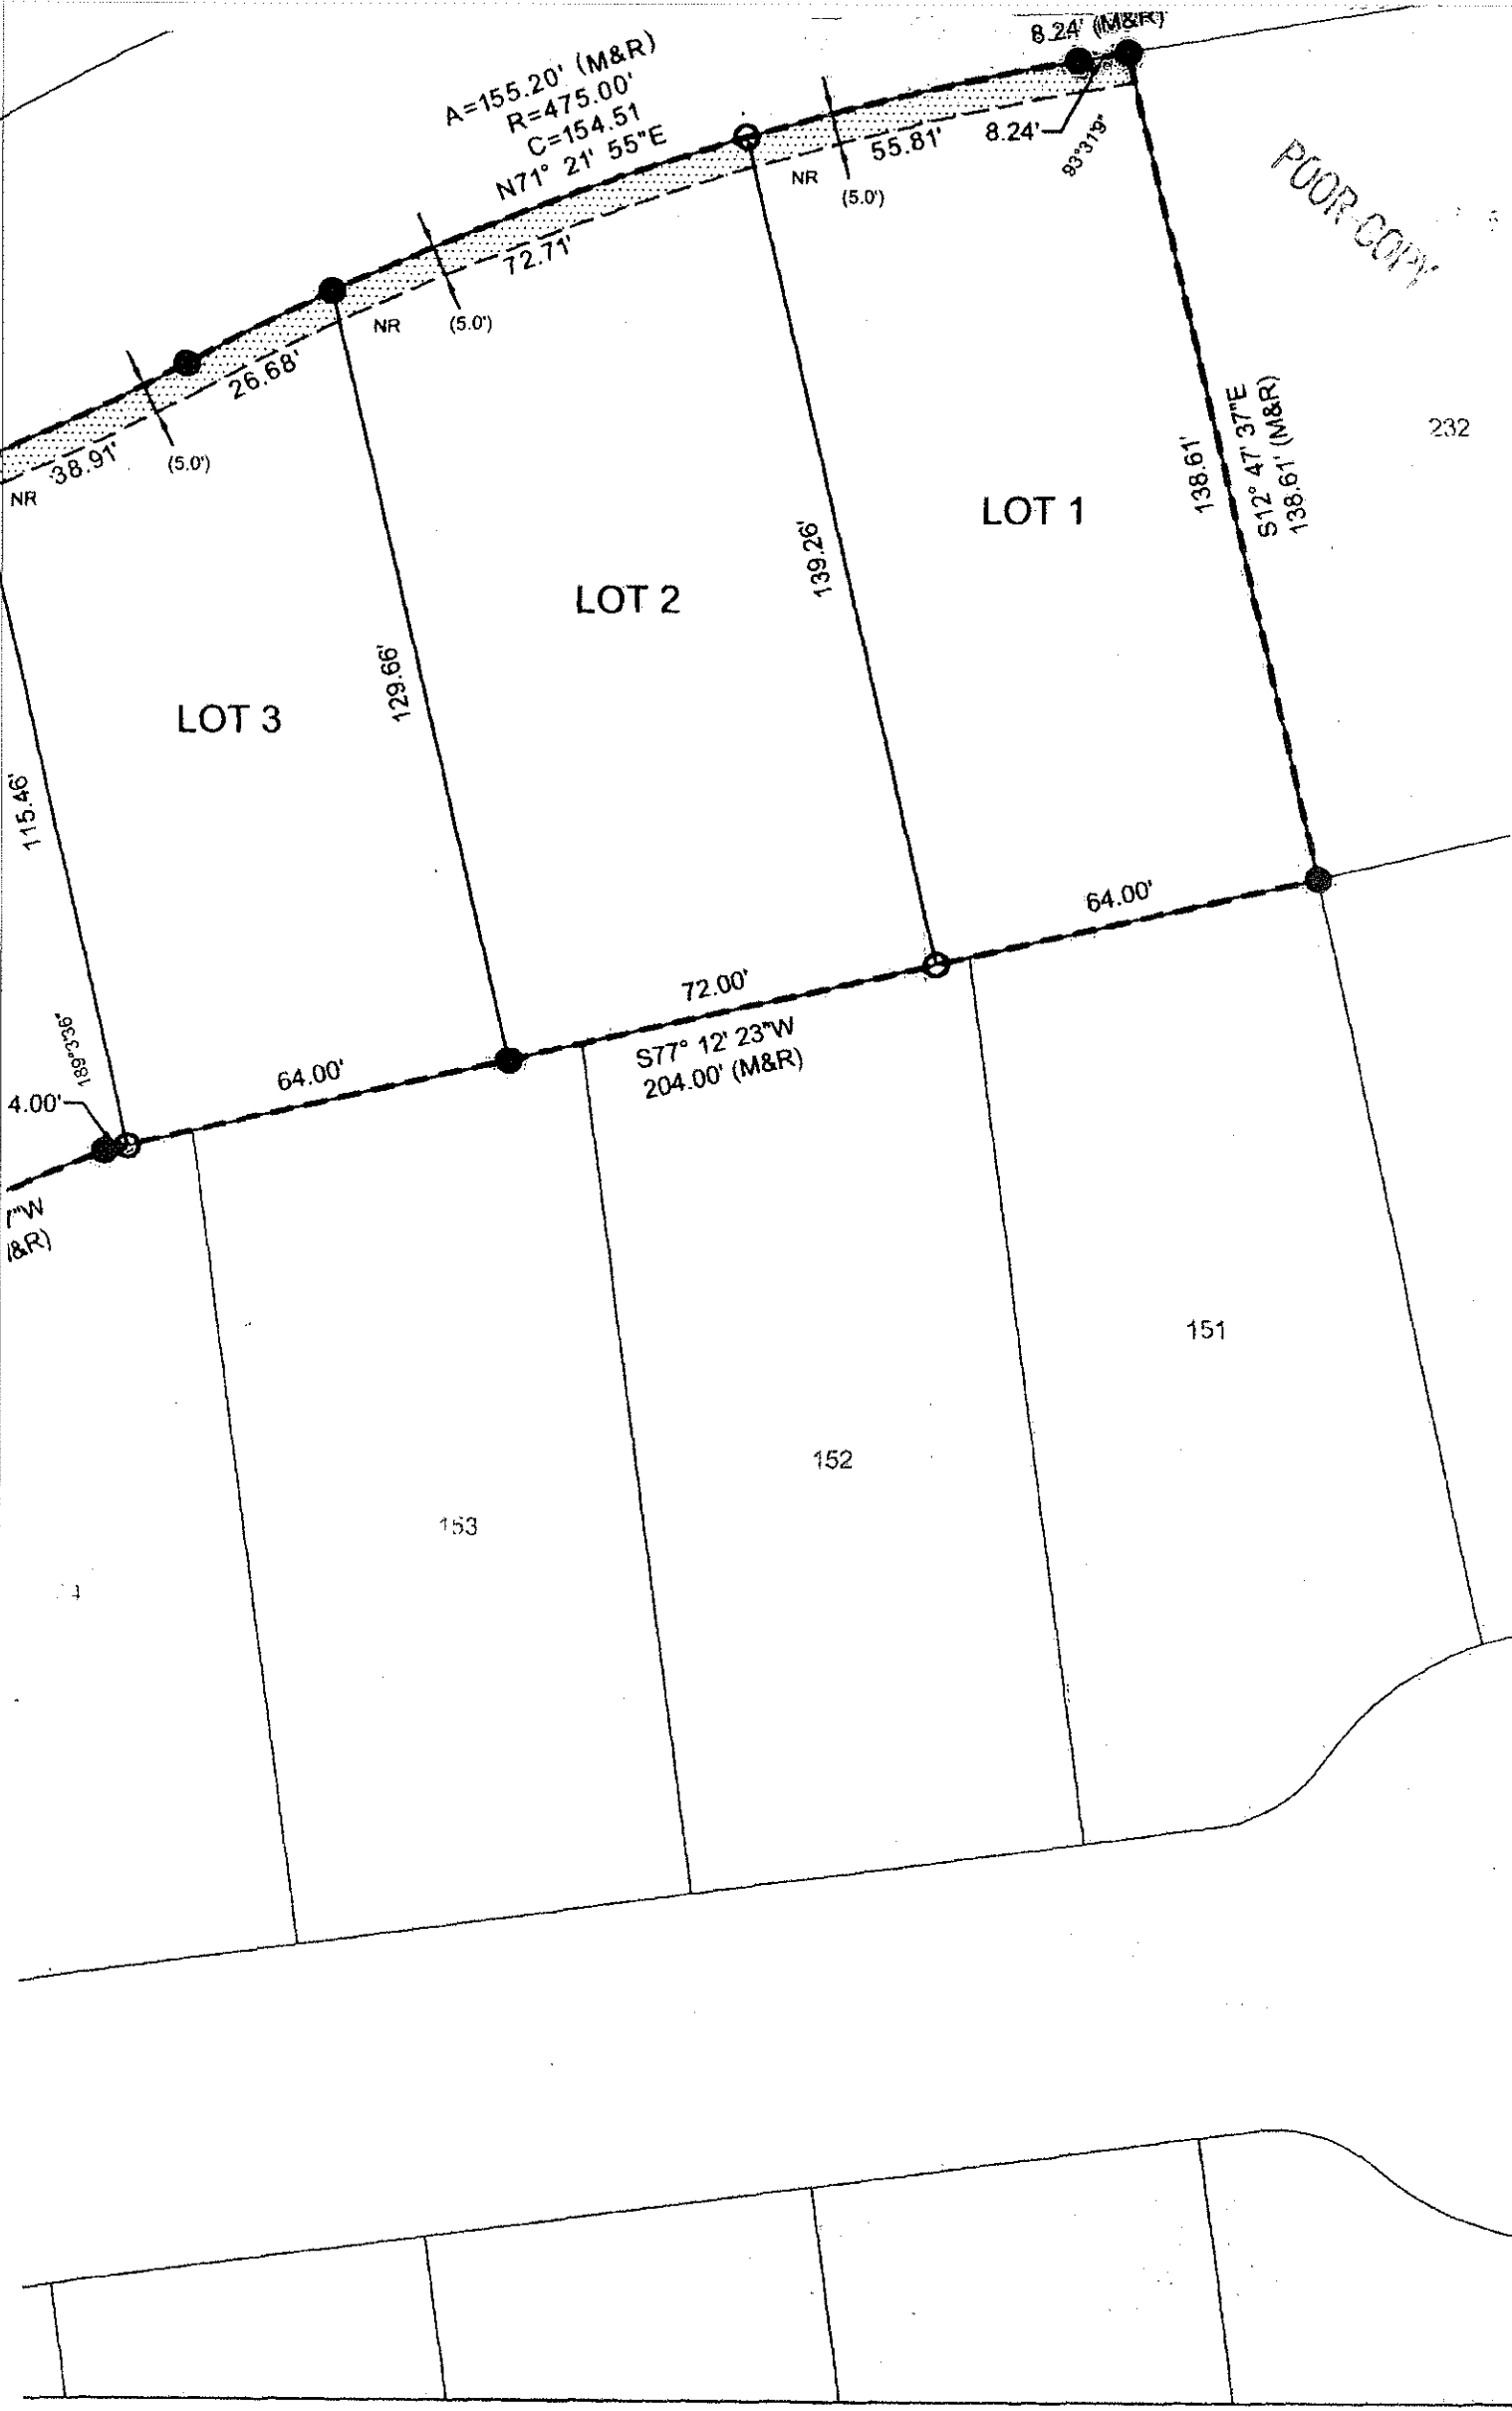 8.24' (M&R)
A=155.20' (M&R)
R=475.00'
C=154.51
N71° 21' 55"E
8.24'
55.81'
NR
(5.0')
93°31'9"
POOR COPY
72.71'
NR
(5.0')
26.68'
38.91'
(5.0')
NR
138.61'
S12° 47' 37"E
138.61' (M&R)
232
LOT 1
139.26'
LOT 2
129.66'
LOT 3
115.46'
64.00'
72.00'
S77° 12' 23"W
204.00' (M&R)
64.00'
189°3'36"
4.00'
"W
&R)
151
152
153